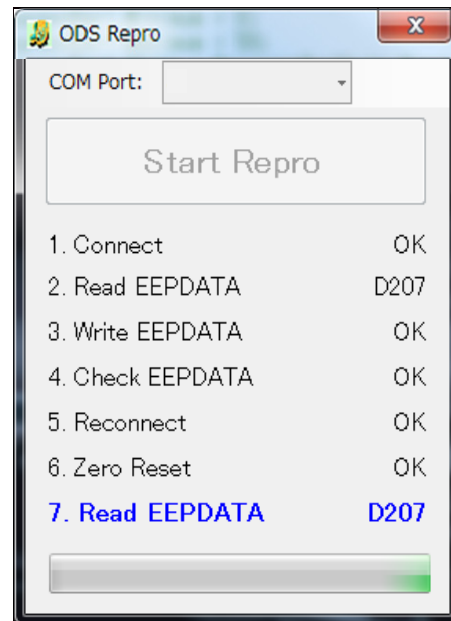 ODS Repro
COM Port:
Start Repro
1. Connect OK
2. Read EEPDATA D207
3. Write EEPDATA OK
4. Check EEPDATA OK
5. Reconnect OK
6. Zero Reset OK
7. Read EEPDATA D207